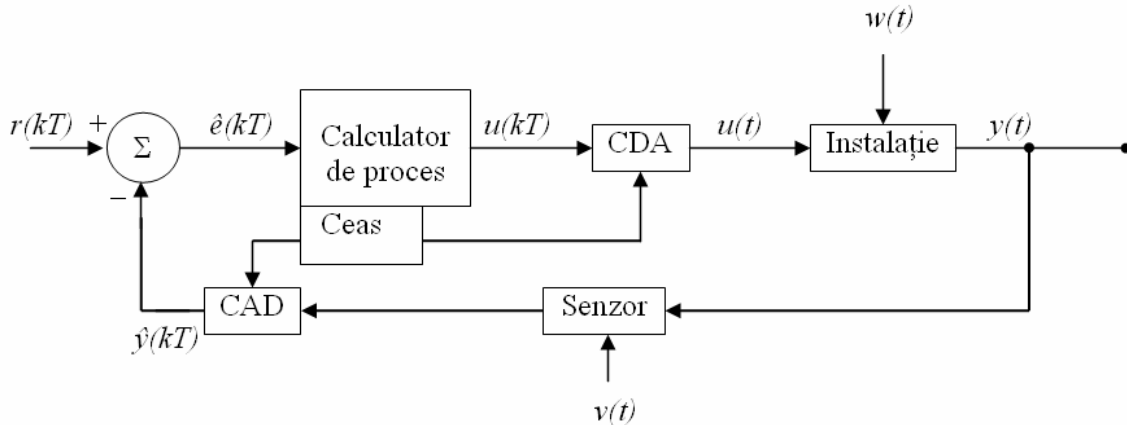 w(t)
r(kT)
+
Σ
ê(kT)
Calculator
de proces
u(kT)
CDA
u(t)
Instalație
y(t)
−
Ceas
CAD
Senzor
ŷ(kT)
v(t)